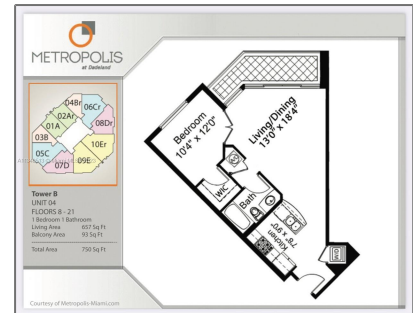 METROPOLIS
at Dadeland
04Br
06Cr
02Ar
08Dr
01A
03B
10Er
05C
09E
07D
Tower B
UNIT 04
FLOORS 8 - 21
1 Bedroom 1 Bathroom
Living Area 657 Sq Ft
Balcony Area 93 Sq Ft
Total Area 750 Sq Ft
Bedroom
10'4" x 12'0"
Living/Dining
13'0" x 18'4"
A/C
WIC
Bath
Kitchen
7'8" x 9'0"
Courtesy of Metropolis-Miami.com